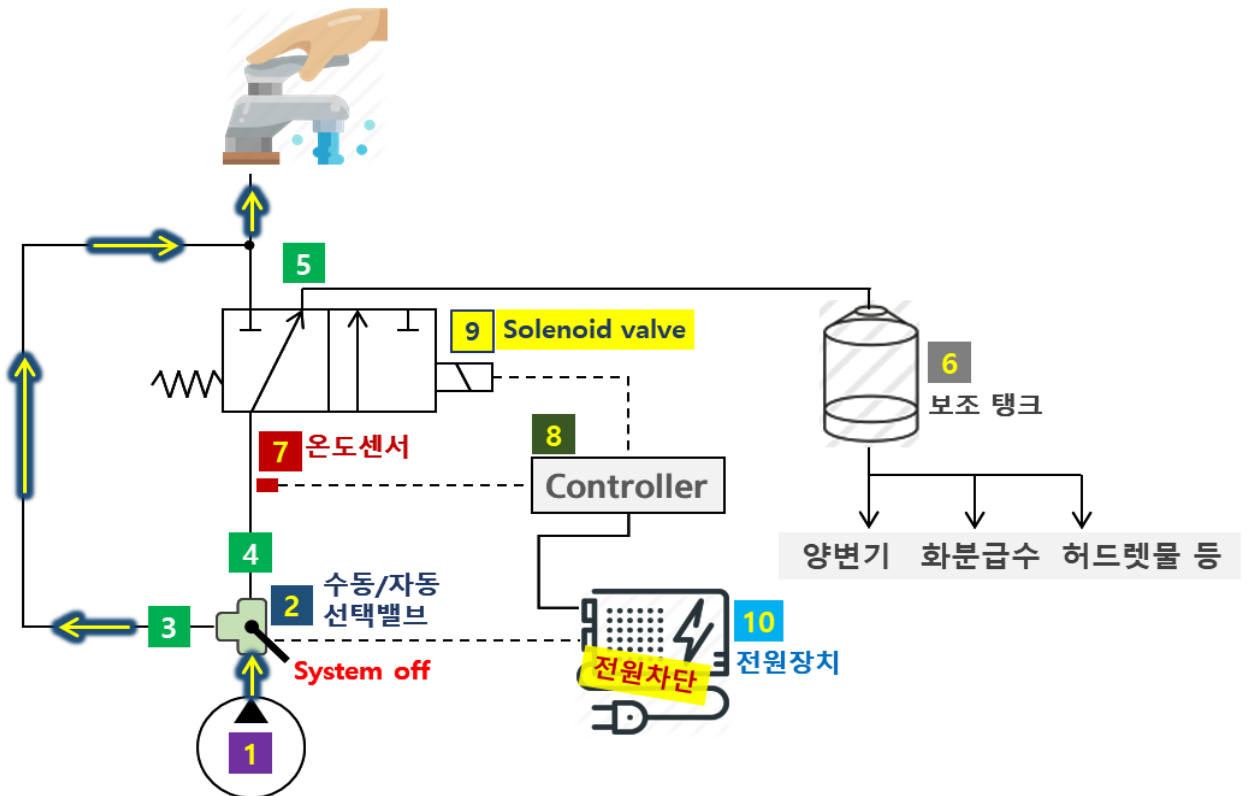 5
9 Solenoid valve
6
보조 탱크
7 온도센서
8
Controller
4
양변기 화분급수 허드렛물 등
2 수동/자동
선택밸브
3
System off
10
전원장치
전원차단
1